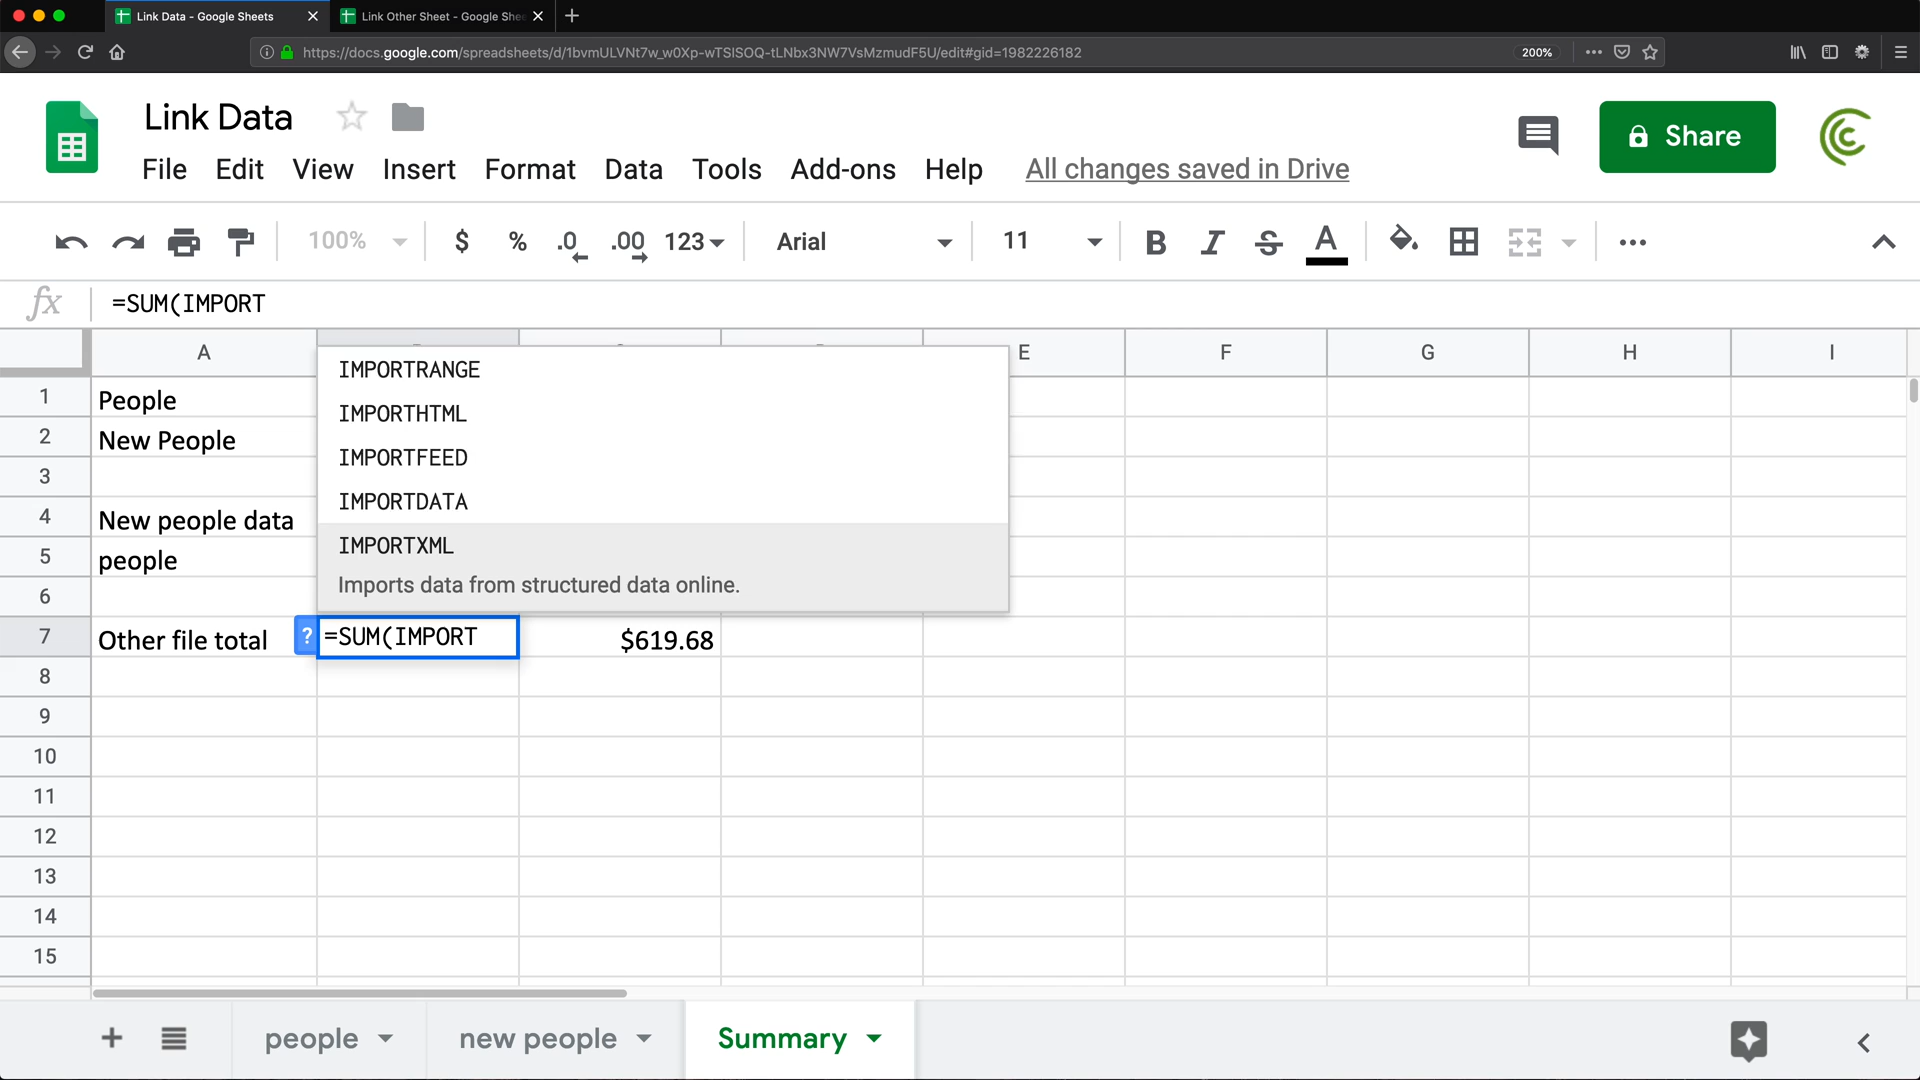 Link Data - Google Sheets
Link Other Sheet - Google She
https://docs.google.com/spreadsheets/d/1bvmULVNt7w_w0Xp-wTSlSOQ-tLNbx3NW7VsMzmudF5U/edit#gid=1982226182
200%
Link Data
Share
File Edit View Insert Format Data Tools Add-ons Help All changes saved in Drive
100% $ % .0 .00 123 Arial 11 B I S A
fx =SUM(IMPORT
A E F G H I
IMPORTRANGE
1 People
IMPORTHTML
2 New People
IMPORTFEED
3
IMPORTDATA
4 New people data
IMPORTXML
5 people
Imports data from structured data online.
6
7 Other file total ? =SUM(IMPORT $619.68
8
9
10
11
12
13
14
15
people new people Summary